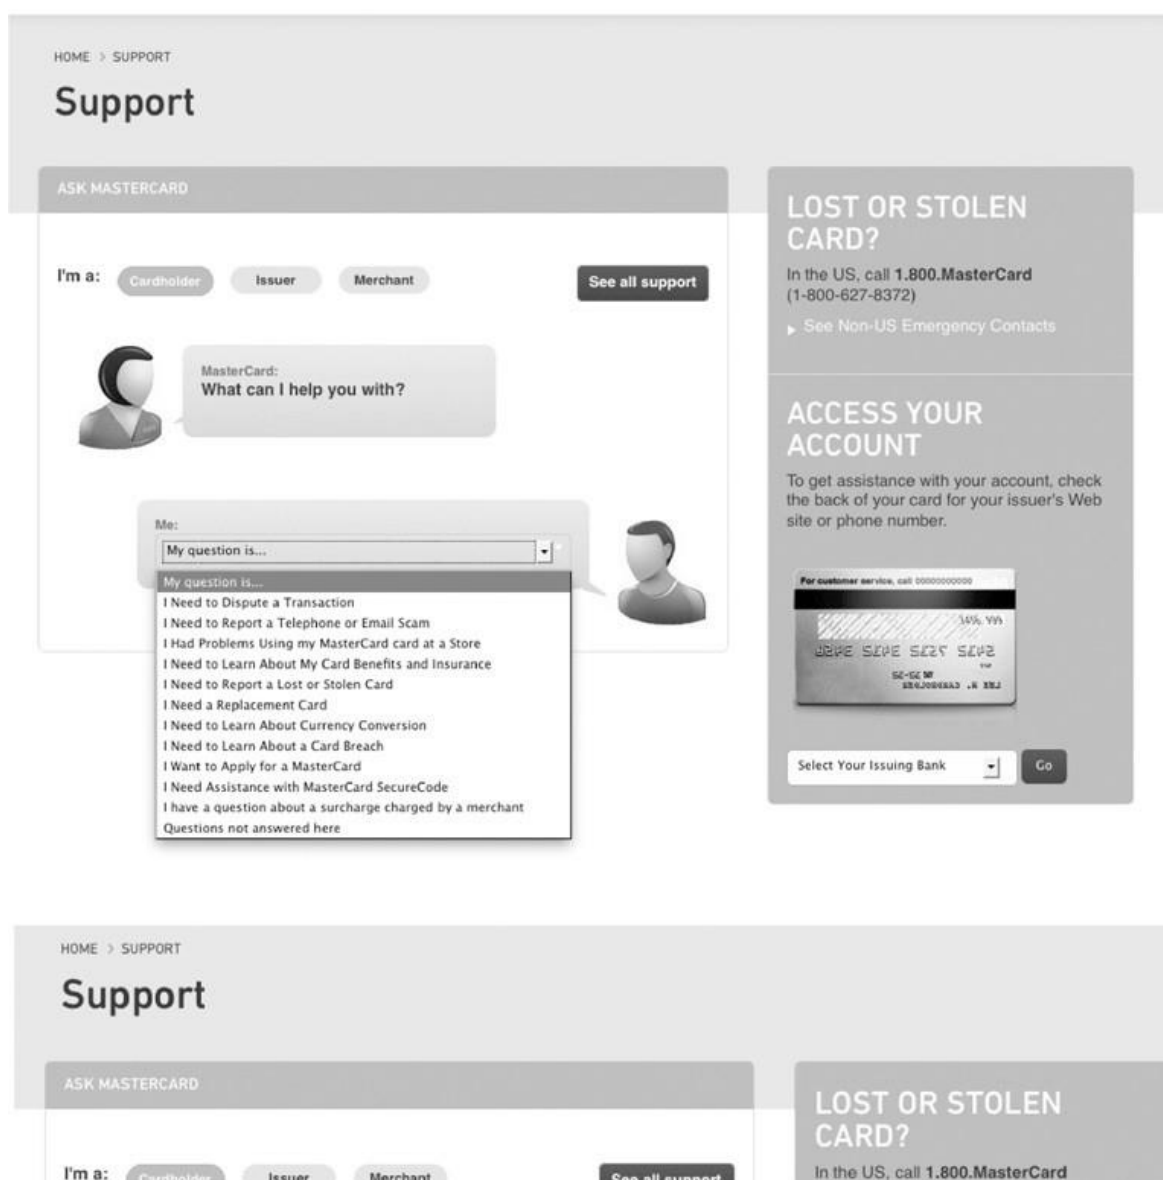 HOME > SUPPORT
Support
ASK MASTERCARD
I'm a: Cardholder Issuer Merchant See all support
MasterCard:
What can I help you with?
Me:
My question is...
My question is...
I Need to Dispute a Transaction
I Need to Report a Telephone or Email Scam
I Had Problems Using my MasterCard card at a Store
I Need to Learn About My Card Benefits and Insurance
I Need to Report a Lost or Stolen Card
I Need a Replacement Card
I Need to Learn About Currency Conversion
I Need to Learn About a Card Breach
I Want to Apply for a MasterCard
I Need Assistance with MasterCard SecureCode
I have a question about a surcharge charged by a merchant
Questions not answered here
LOST OR STOLEN
CARD?
In the US, call 1.800.MasterCard
(1-800-627-8372)
See Non-US Emergency Contacts
ACCESS YOUR
ACCOUNT
To get assistance with your account, check
the back of your card for your issuer's Web
site or phone number.
For customer service, call 00000000000
Select Your Issuing Bank Go
HOME > SUPPORT
Support
ASK MASTERCARD
I'm a: Cardholder Issuer Merchant See all support
LOST OR STOLEN
CARD?
In the US, call 1.800.MasterCard